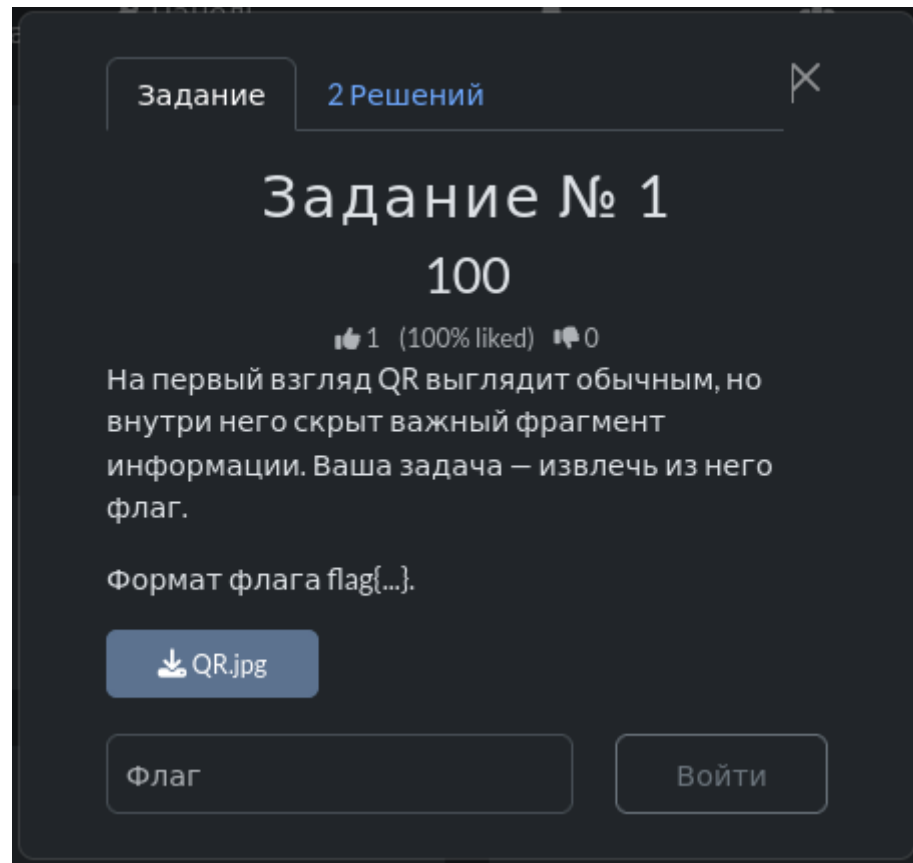 Задание
2 Решений
Задание № 1
100
1 (100% liked) 0
На первый взгляд QR выглядит обычным, но
внутри него скрыт важный фрагмент
информации. Ваша задача — извлечь из него
флаг.
Формат флага flag{...}.
QR.jpg
Флаг
Войти